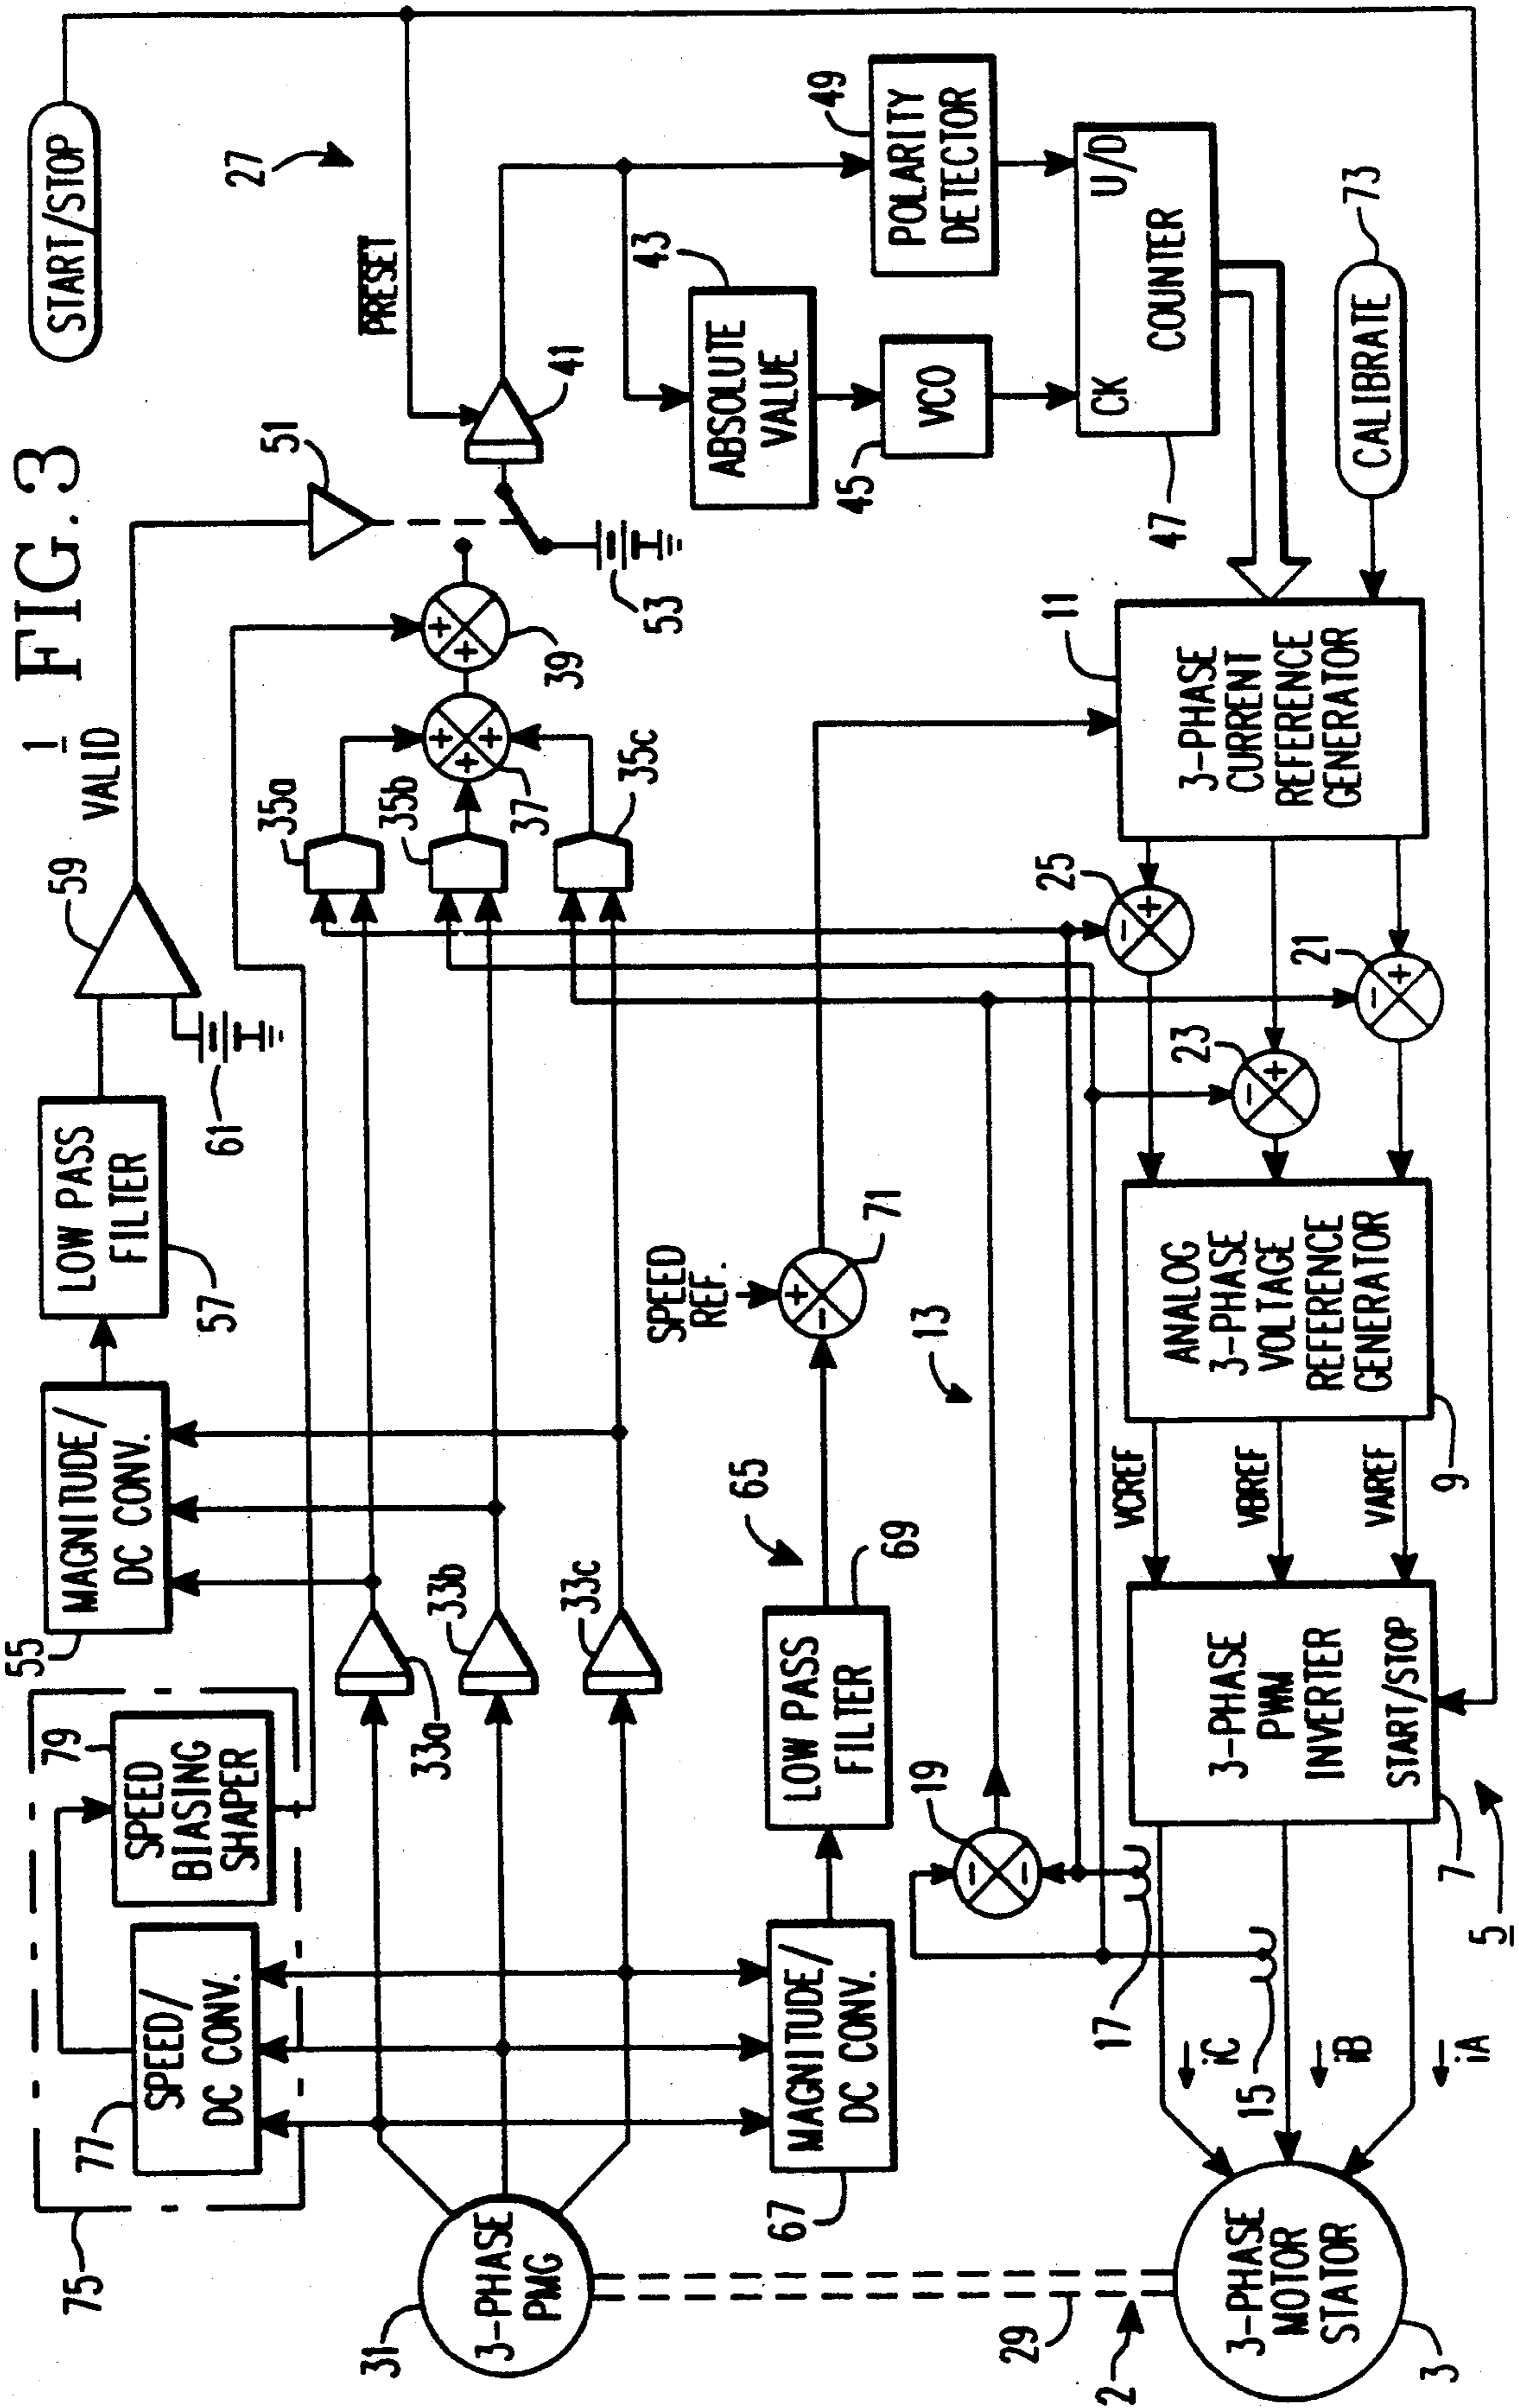 FIG. 3
1
START/STOP
27
PRESET
VALID
59
51
41
43
49
POLARITY
DETECTOR
ABSOLUTE
VALUE
45
VCO
CK
U/D
COUNTER
47
73
CALIBRATE
53
39
37
35a
35b
35c
61
LOW PASS
FILTER
57
MAGNITUDE/
DC CONV.
55
79
SPEED
BIASING
SHAPER
77
SPEED/
DC CONV.
75
33a
33b
33c
31
3-PHASE
PMG
MAGNITUDE/
DC CONV.
67
LOW PASS
FILTER
69
65
SPEED
REF.
71
13
11
3-PHASE
CURRENT
REFERENCE
GENERATOR
25
21
23
ANALOG
3-PHASE
VOLTAGE
REFERENCE
GENERATOR
9
VCREF
VBREF
VAREF
3-PHASE
PWM
INVERTER
START/STOP
7
5
19
17
15
iC
iB
iA
29
2
3-PHASE
MOTOR
STATOR
3